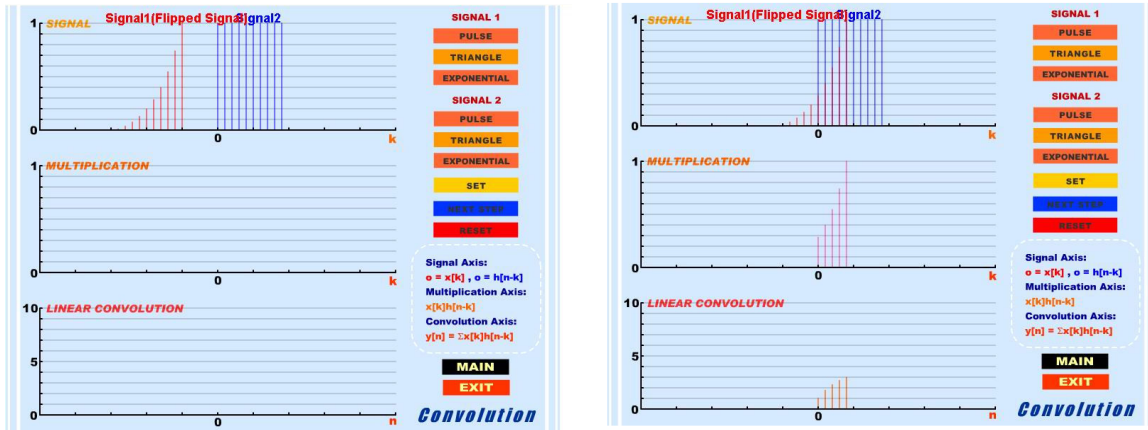 Signal1(Flipped Signal)
Signal2
SIGNAL
1
0
0
k
MULTIPLICATION
1
0
0
k
LINEAR CONVOLUTION
10
5
0
0
n
SIGNAL 1
PULSE
TRIANGLE
EXPONENTIAL
SIGNAL 2
PULSE
TRIANGLE
EXPONENTIAL
SET
NEXT STEP
RESET
Signal Axis:
o = x[k] , o = h[n-k]
Multiplication Axis:
x[k]h[n-k]
Convolution Axis:
y[n] = Σx[k]h[n-k]
MAIN
EXIT
Convolution
Signal1(Flipped Signal)
Signal2
SIGNAL
1
0
0
k
MULTIPLICATION
1
0
0
k
LINEAR CONVOLUTION
10
5
0
0
n
SIGNAL 1
PULSE
TRIANGLE
EXPONENTIAL
SIGNAL 2
PULSE
TRIANGLE
EXPONENTIAL
SET
NEXT STEP
RESET
Signal Axis:
o = x[k] , o = h[n-k]
Multiplication Axis:
x[k]h[n-k]
Convolution Axis:
y[n] = Σx[k]h[n-k]
MAIN
EXIT
Convolution